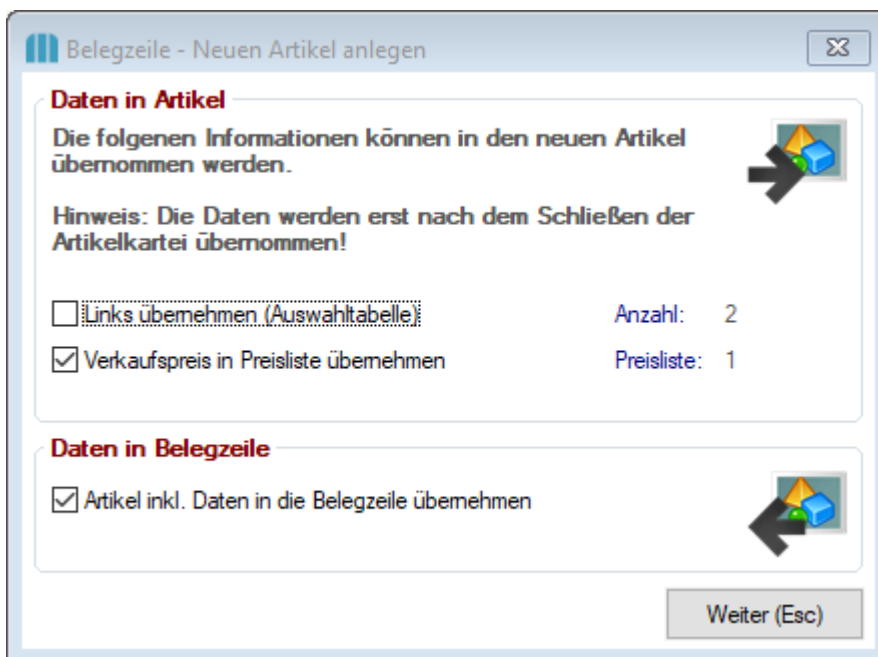 Belegzeile - Neuen Artikel anlegen
Daten in Artikel
Die folgenen Informationen können in den neuen Artikel
übernommen werden.
Hinweis: Die Daten werden erst nach dem Schließen der
Artikelkartei übernommen!
Links übernehmen (Auswahltabelle) Anzahl: 2
Verkaufspreis in Preisliste übernehmen Preisliste: 1
Daten in Belegzeile
Artikel inkl. Daten in die Belegzeile übernehmen
Weiter (Esc)